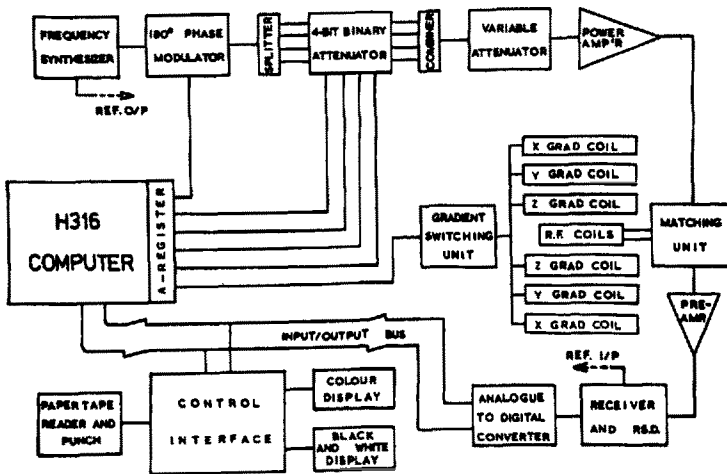 FREQUENCY
SYNTHESIZER
180° PHASE
MODULATOR
SPLITTER
4-BIT BINARY
ATTENUATOR
COMBINER
VARIABLE
ATTENUATOR
POWER
AMP'R
REF. O/P
H316
COMPUTER
A-REGISTER
GRADIENT
SWITCHING
UNIT
X GRAD COIL
Y GRAD COIL
Z GRAD COIL
R.F. COILS
Z GRAD COIL
Y GRAD COIL
X GRAD COIL
MATCHING
UNIT
PRE-
AMR
INPUT/OUTPUT BUS
REF. I/P
PAPER TAPE
READER AND
PUNCH
CONTROL
INTERFACE
COLOUR
DISPLAY
BLACK
AND WHITE
DISPLAY
ANALOGUE
TO DIGITAL
CONVERTER
RECEIVER
AND P.S.D.